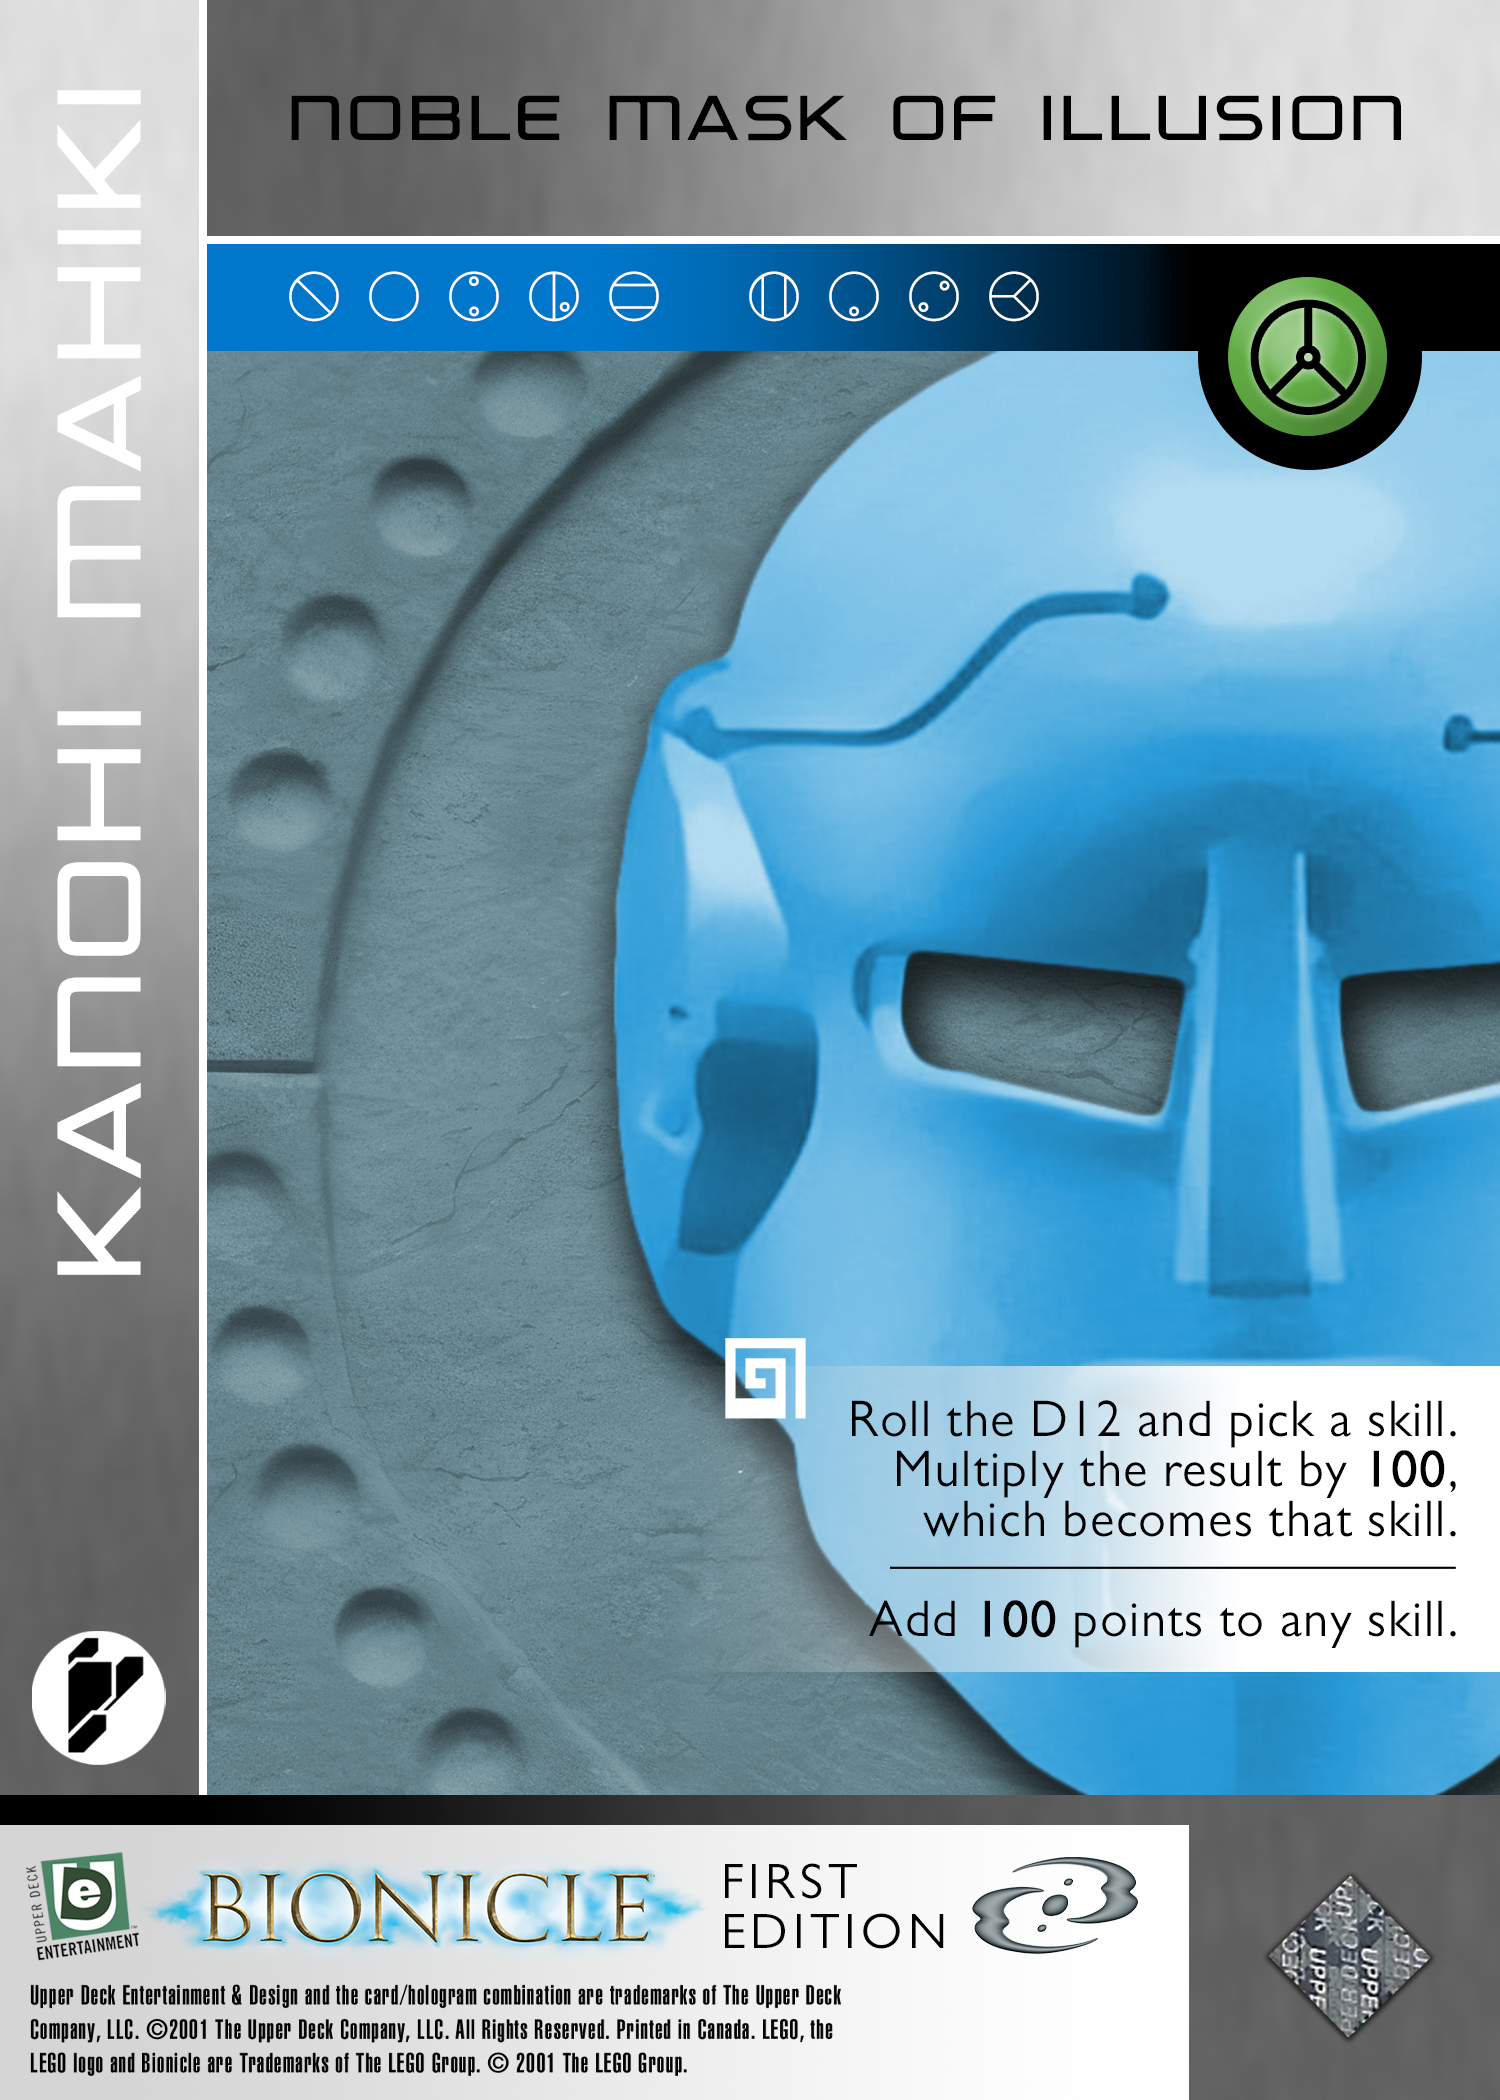 NOBLE MASK OF ILLUSION
KANOHI MAHIKI
Roll the D12 and pick a skill.
Multiply the result by 100,
which becomes that skill.
Add 100 points to any skill.
UPPER DECK
e
ENTERTAINMENT
BIONICLE
FIRST
EDITION
Upper Deck Entertainment & Design and the card/hologram combination are trademarks of The Upper Deck
Company, LLC. ©2001 The Upper Deck Company, LLC. All Rights Reserved. Printed in Canada. LEGO, the
LEGO logo and Bionicle are Trademarks of The LEGO Group. © 2001 The LEGO Group.